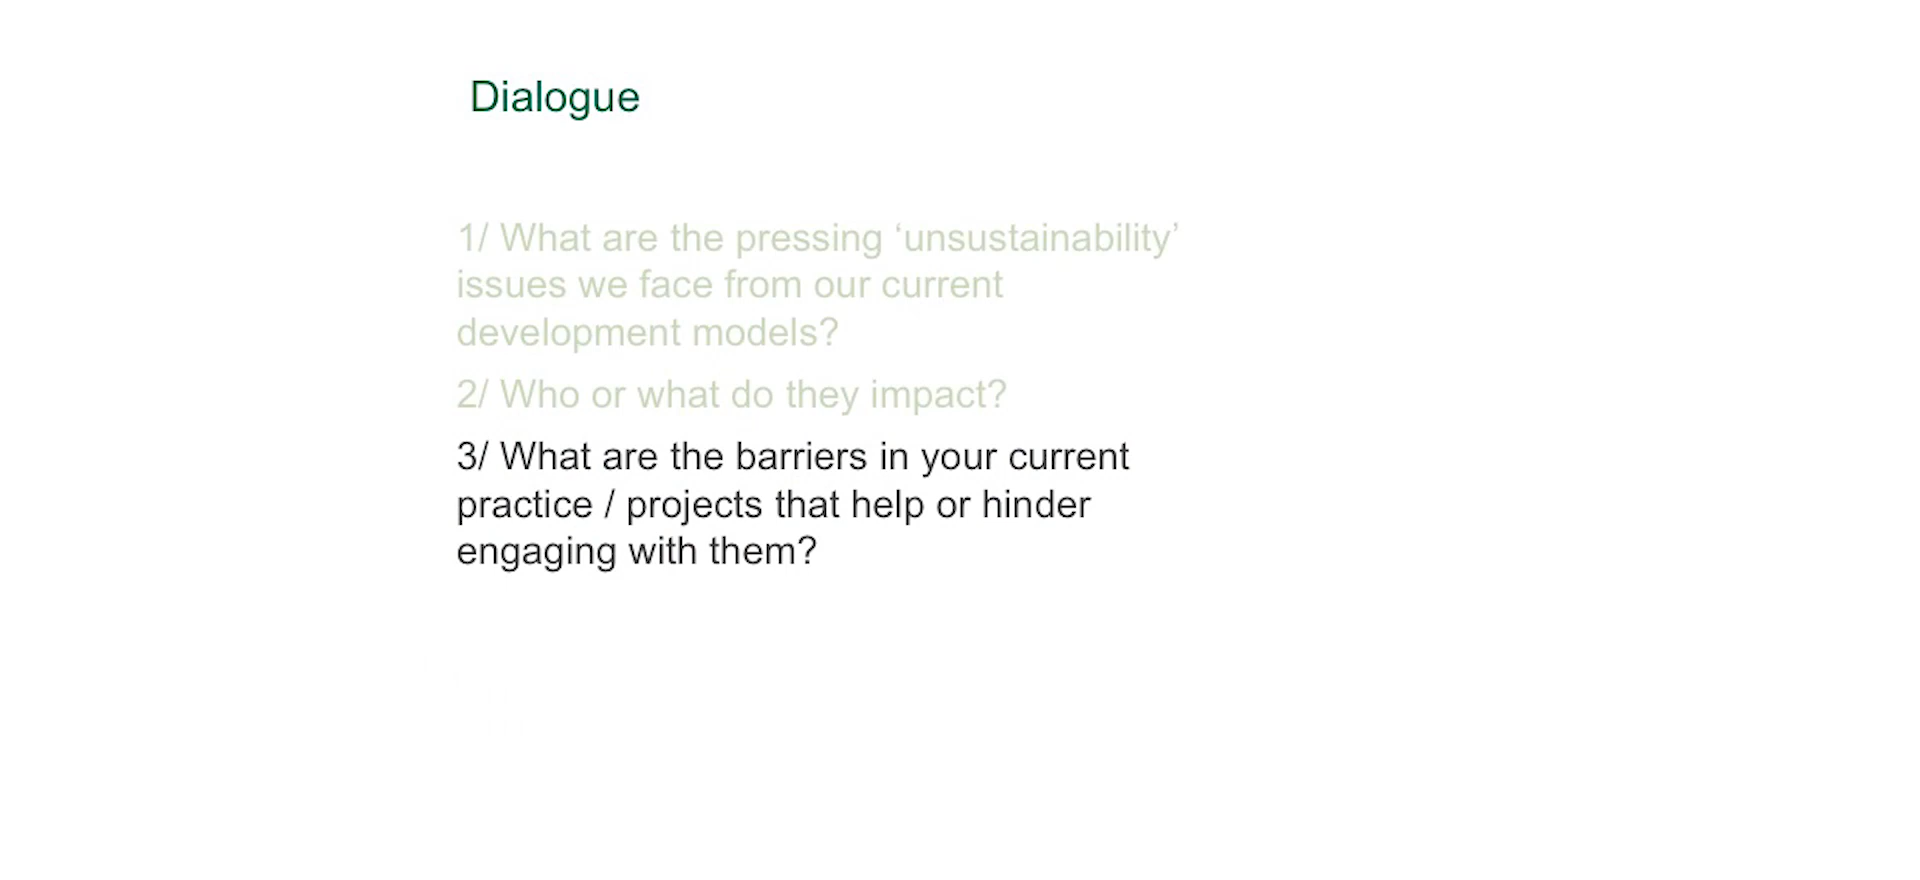 Dialogue
1/ What are the pressing ‘unsustainability’
issues we face from our current
development models?
2/ Who or what do they impact?
3/ What are the barriers in your current
practice / projects that help or hinder
engaging with them?